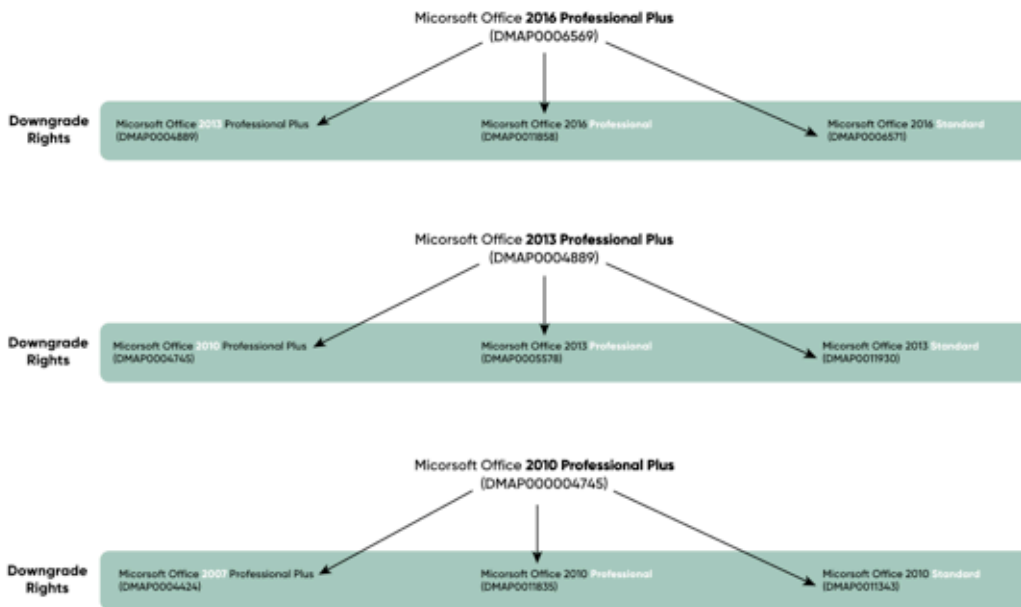 Micorsoft Office 2016 Professional Plus
(DMAP0006569)
Downgrade
Rights
Micorsoft Office 2013 Professional Plus
(DMAP0004889)
Micorsoft Office 2016 Professional
(DMAP0011858)
Micorsoft Office 2016 Standard
(DMAP0006571)
Micorsoft Office 2013 Professional Plus
(DMAP0004889)
Downgrade
Rights
Micorsoft Office 2010 Professional Plus
(DMAP0004745)
Micorsoft Office 2013 Professional
(DMAP0005578)
Micorsoft Office 2013 Standard
(DMAP0011930)
Micorsoft Office 2010 Professional Plus
(DMAP000004745)
Downgrade
Rights
Micorsoft Office 2007 Professional Plus
(DMAP0004424)
Micorsoft Office 2010 Professional
(DMAP0011835)
Micorsoft Office 2010 Standard
(DMAP0011343)